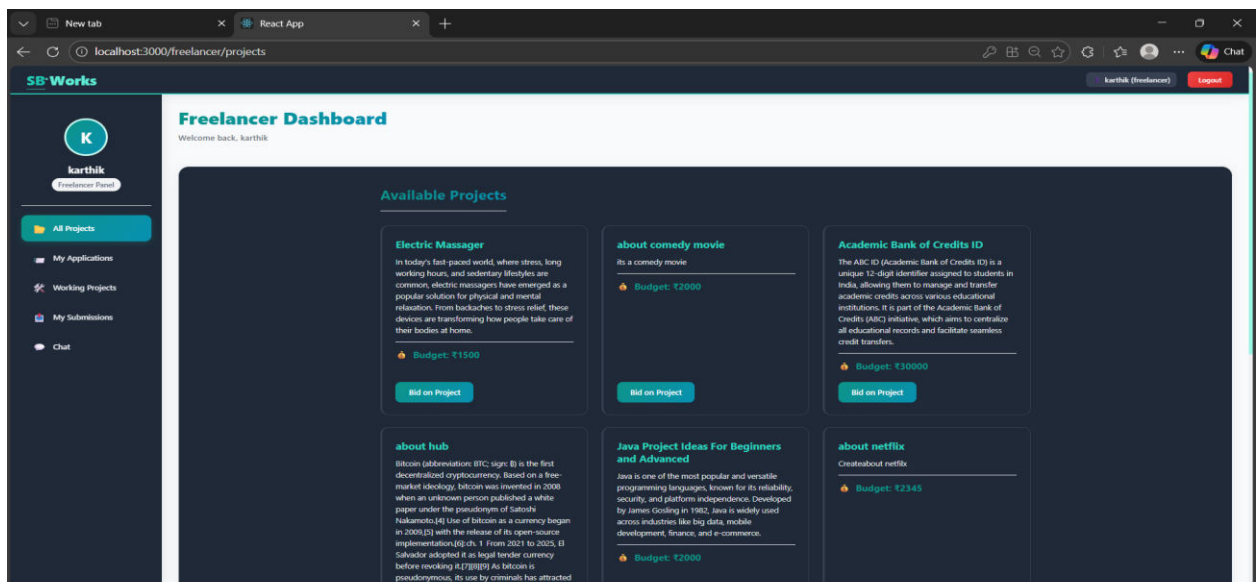 New tab
React App
localhost:3000/freelancer/projects
Chat
SB Works
karthik (freelancer)
Logout
K
karthik
Freelancer Panel
All Projects
My Applications
Working Projects
My Submissions
Chat
Freelancer Dashboard
Welcome back, karthik
Available Projects
Electric Massager
In today's fast-paced world, where stress, long
working hours, and sedentary lifestyles are
common, electric massagers have emerged as a
popular solution for physical and mental
relaxation. From backaches to stress relief, these
devices are transforming how people take care of
their bodies at home.
Budget: ₹1500
Bid on Project
about comedy movie
its a comedy movie
Budget: ₹2000
Bid on Project
Academic Bank of Credits ID
The ABC ID (Academic Bank of Credits ID) is a
unique 12-digit identifier assigned to students in
India, allowing them to manage and transfer
academic credits across various educational
institutions. It is part of the Academic Bank of
Credits (ABC) initiative, which aims to centralize
all educational records and facilitate seamless
credit transfers.
Budget: ₹30000
Bid on Project
about hub
Bitcoin (abbreviation: BTC; sign: ₿) is the first
decentralized cryptocurrency. Based on a free-
market ideology, bitcoin was invented in 2008
when an unknown person published a white
paper under the pseudonym of Satoshi
Nakamoto.[4] Use of bitcoin as a currency began
in 2009,[5] with the release of its open-source
implementation.[6]: ch. 1 From 2021 to 2025, El
Salvador adopted it as legal tender currency
before revoking it.[7][8][9] As bitcoin is
pseudonymous, its use by criminals has attracted
Java Project Ideas For Beginners
and Advanced
Java is one of the most popular and versatile
programming languages, known for its reliability,
security, and platform independence. Developed
by James Gosling in 1982, Java is widely used
across industries like big data, mobile
development, finance, and e-commerce.
Budget: ₹2000
about netflix
Createabout netfilx
Budget: ₹2345